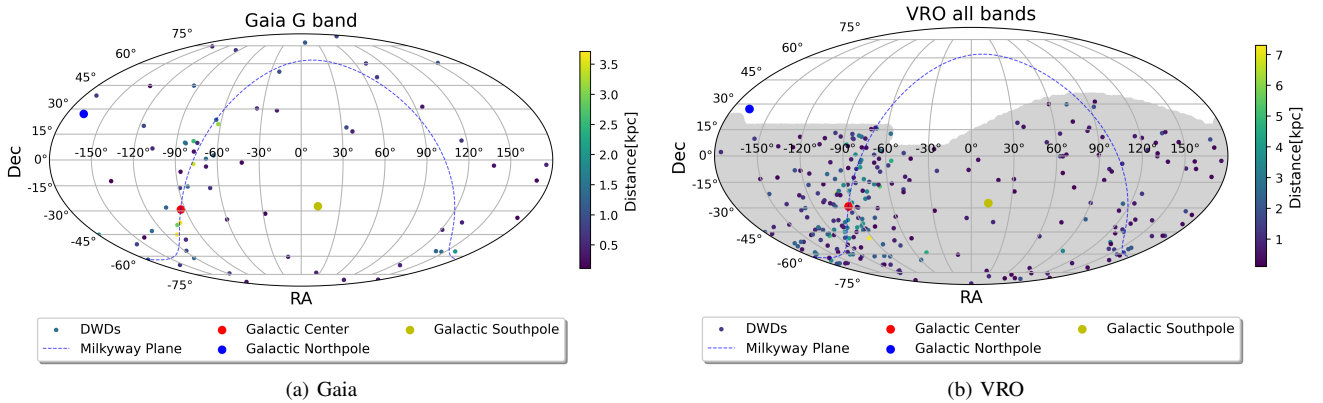 Gaia G band
75°
60°
45°
30°
15°
0°
-15°
-30°
-45°
-60°
-75°
-150° -120° -90° -60° -30° 0° 30° 60° 90° 120° 150°
Dec
RA
3.5
3.0
2.5
2.0
1.5
1.0
0.5
Distance[kpc]
DWDs
Milkyway Plane
Galactic Center
Galactic Northpole
Galactic Southpole
(a) Gaia
VRO all bands
75°
60°
45°
30°
15°
0°
-15°
-30°
-45°
-60°
-75°
-150° -120° -90° -60° -30° 0° 30° 60° 90° 120° 150°
Dec
RA
7
6
5
4
3
2
1
Distance[kpc]
DWDs
Milkyway Plane
Galactic Center
Galactic Northpole
Galactic Southpole
(b) VRO